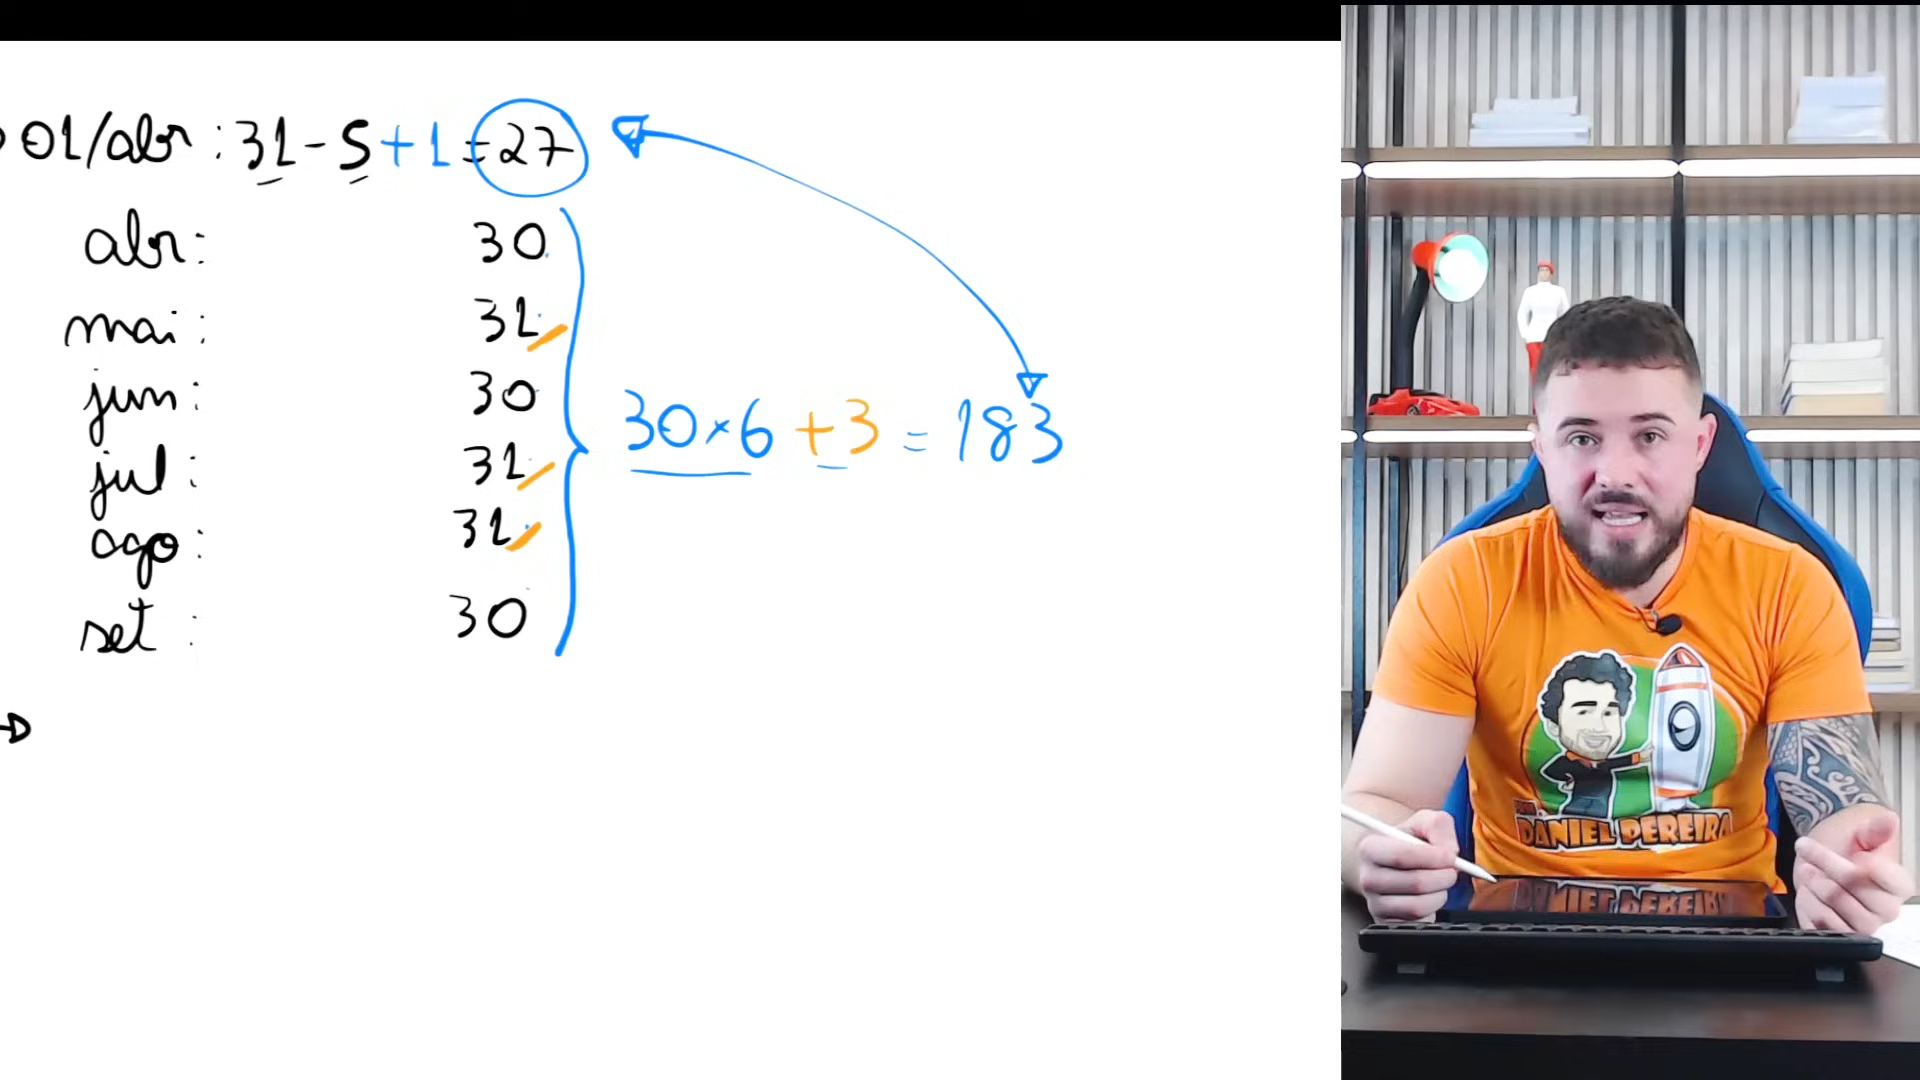 01/abr: 31 - 5 + 1 = 27
abr: 30
mai: 31
jun: 30
jul: 31
ago: 31
set: 30
30 × 6 + 3 = 183
DANIEL PEREIRA